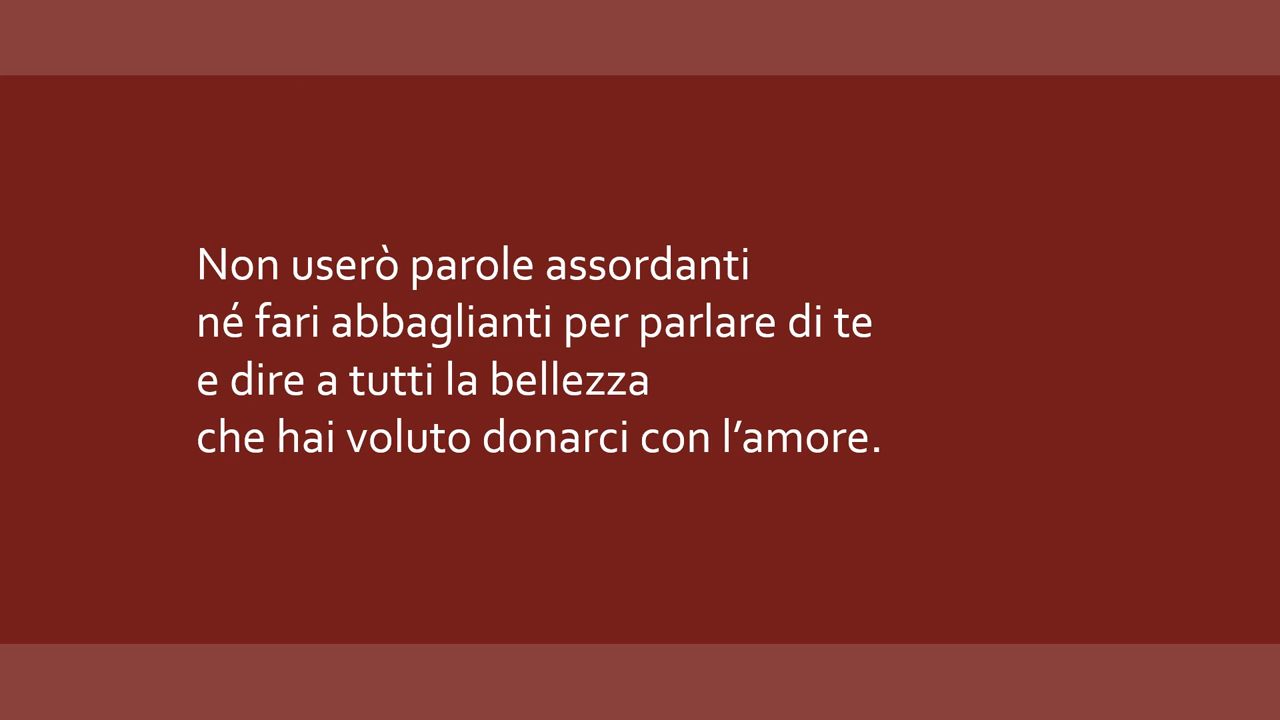 Non userò parole assordanti
né fari abbaglianti per parlare di te
e dire a tutti la bellezza
che hai voluto donarci con l’amore.